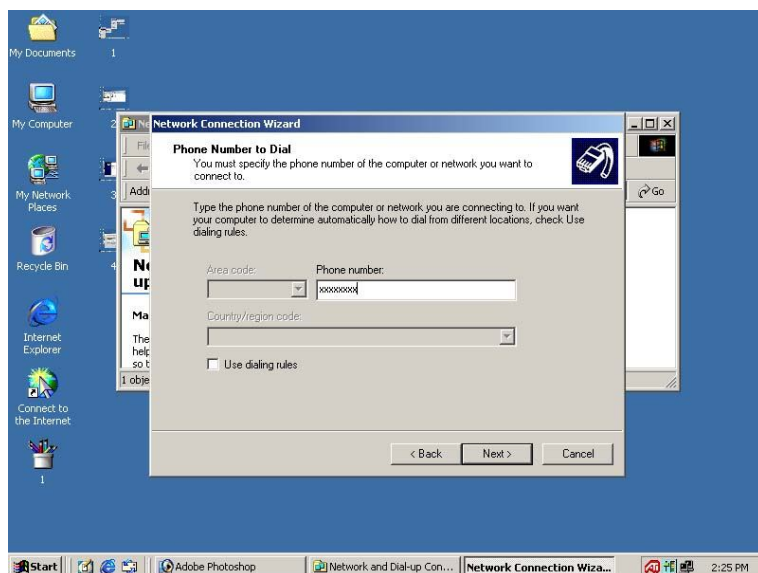 My Documents
1
My Computer
2
Network Connection Wizard
Phone Number to Dial
You must specify the phone number of the computer or network you want to
connect to.
My Network
Places
3
Go
Type the phone number of the computer or network you are connecting to. If you want
your computer to determine automatically how to dial from different locations, check Use
dialing rules.
Recycle Bin
4
Area code:
Phone number:
xxxxxxxx
Country/region code:
Use dialing rules
Internet
Explorer
The
help
so t
1 obje
Connect to
the Internet
< Back
Next >
Cancel
1
Start
Adobe Photoshop
Network and Dial-up Con...
Network Connection Wiza...
2:25 PM